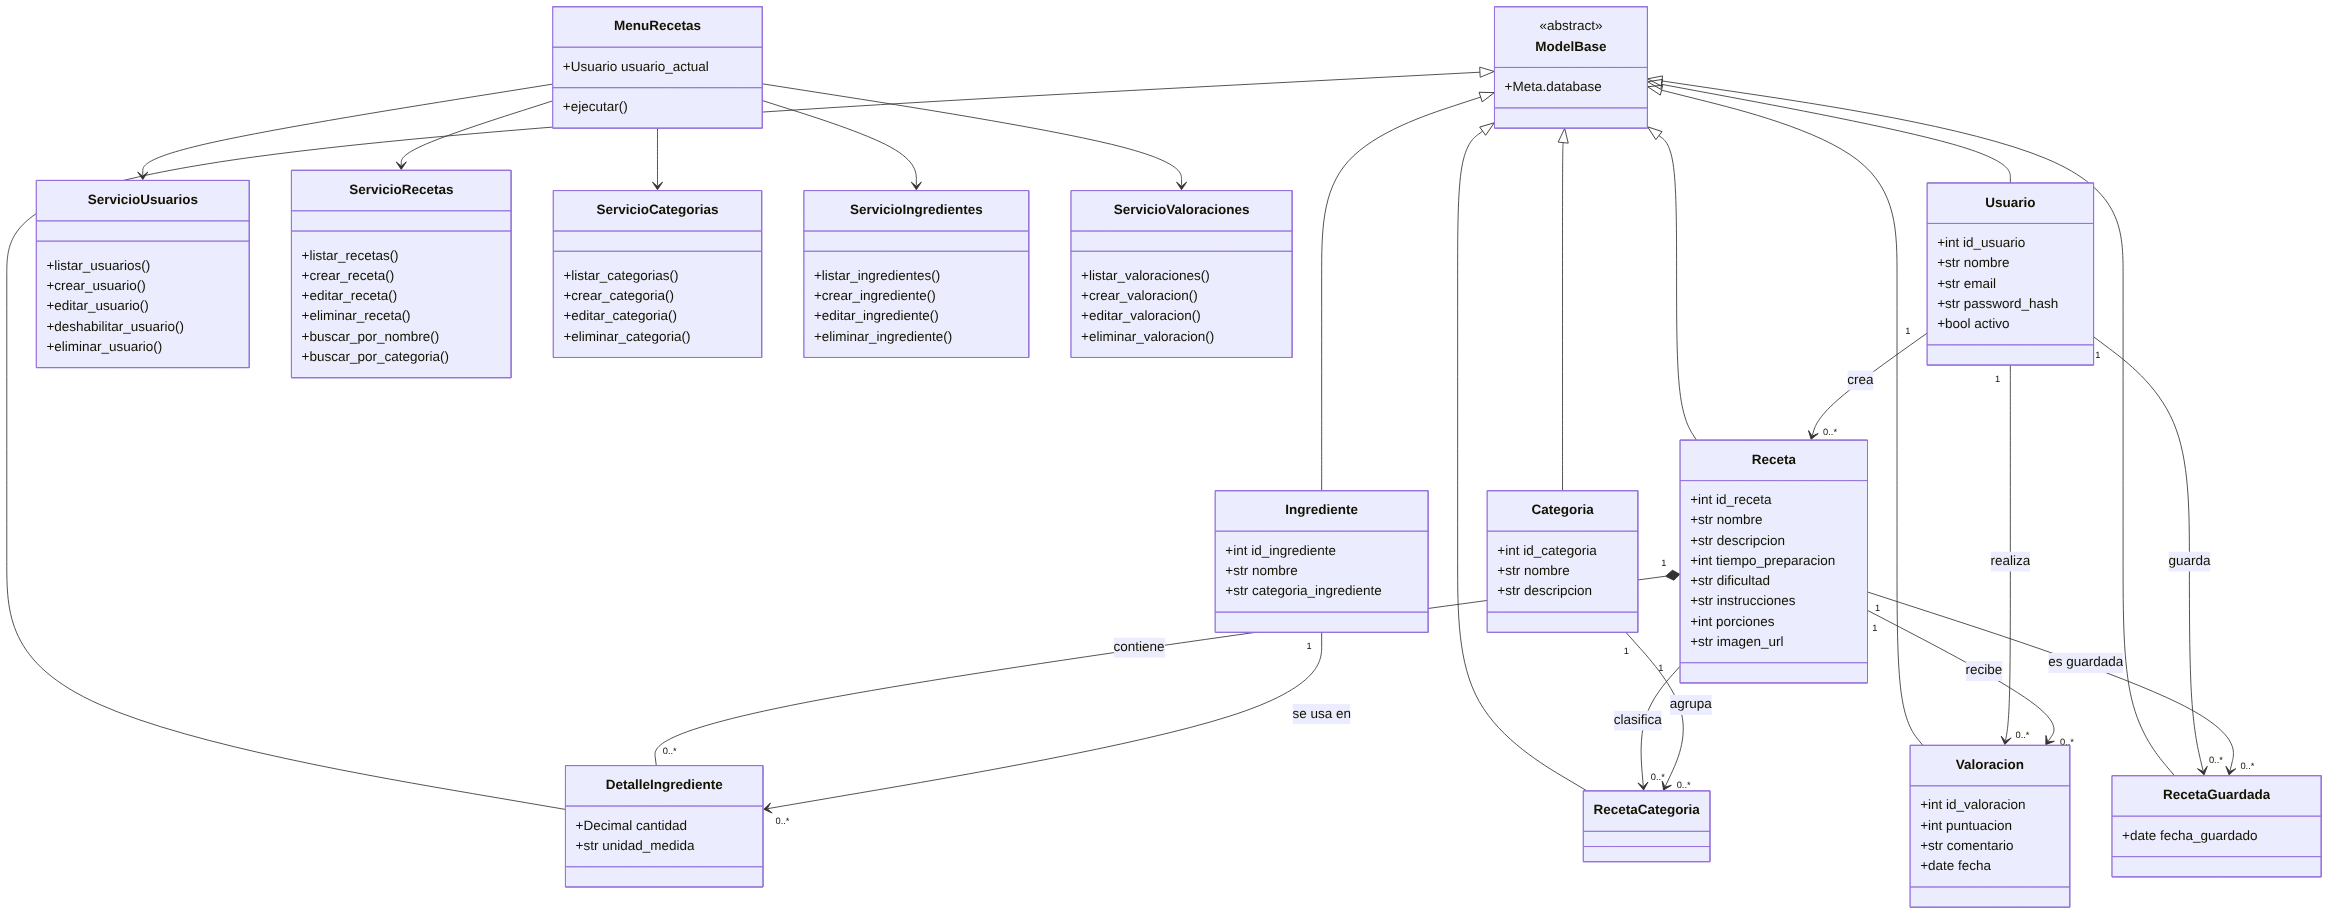 MenuRecetas
+Usuario usuario_actual
+ejecutar()
«abstract»
ModelBase
+Meta.database
ServicioUsuarios
+listar_usuarios()
+crear_usuario()
+editar_usuario()
+deshabilitar_usuario()
+eliminar_usuario()
ServicioRecetas
+listar_recetas()
+crear_receta()
+editar_receta()
+eliminar_receta()
+buscar_por_nombre()
+buscar_por_categoria()
ServicioCategorias
+listar_categorias()
+crear_categoria()
+editar_categoria()
+eliminar_categoria()
ServicioIngredientes
+listar_ingredientes()
+crear_ingrediente()
+editar_ingrediente()
+eliminar_ingrediente()
ServicioValoraciones
+listar_valoraciones()
+crear_valoracion()
+editar_valoracion()
+eliminar_valoracion()
Usuario
+int id_usuario
+str nombre
+str email
+str password_hash
+bool activo
1
1
1
crea
0..*
Ingrediente
+int id_ingrediente
+str nombre
+str categoria_ingrediente
Categoria
+int id_categoria
+str nombre
+str descripcion
Receta
+int id_receta
+str nombre
+str descripcion
+int tiempo_preparacion
+str dificultad
+str instrucciones
+int porciones
+str imagen_url
1
realiza
guarda
1
1
contiene
1
1
1
recibe
es guardada
se usa en
clasifica
agrupa
0..*
0..*
0..*
0..*
0..*
0..*
0..*
0..*
DetalleIngrediente
+Decimal cantidad
+str unidad_medida
RecetaCategoria
Valoracion
+int id_valoracion
+int puntuacion
+str comentario
+date fecha
RecetaGuardada
+date fecha_guardado